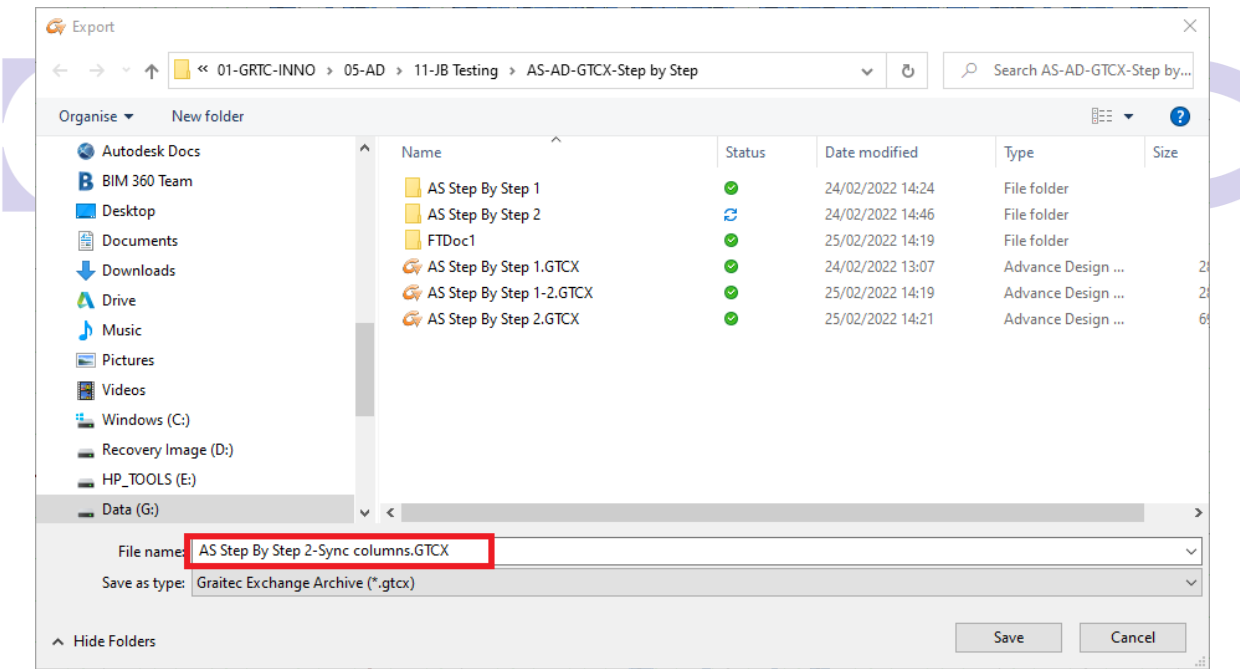 Export
« 01-GRTC-INNO › 05-AD › 11-JB Testing › AS-AD-GTCX-Step by Step
Search AS-AD-GTCX-Step by...
Organise New folder
Autodesk Docs
BIM 360 Team
Desktop
Documents
Downloads
Drive
Music
Pictures
Videos
Windows (C:)
Recovery Image (D:)
HP_TOOLS (E:)
Data (G:)
Name Status Date modified Type Size
AS Step By Step 1 24/02/2022 14:24 File folder
AS Step By Step 2 24/02/2022 14:46 File folder
FTDoc1 25/02/2022 14:19 File folder
AS Step By Step 1.GTCX 24/02/2022 13:07 Advance Design ...
AS Step By Step 1-2.GTCX 25/02/2022 14:19 Advance Design ...
AS Step By Step 2.GTCX 25/02/2022 14:21 Advance Design ...
File name: AS Step By Step 2-Sync columns.GTCX
Save as type: Graitec Exchange Archive (*.gtcx)
Hide Folders Save Cancel